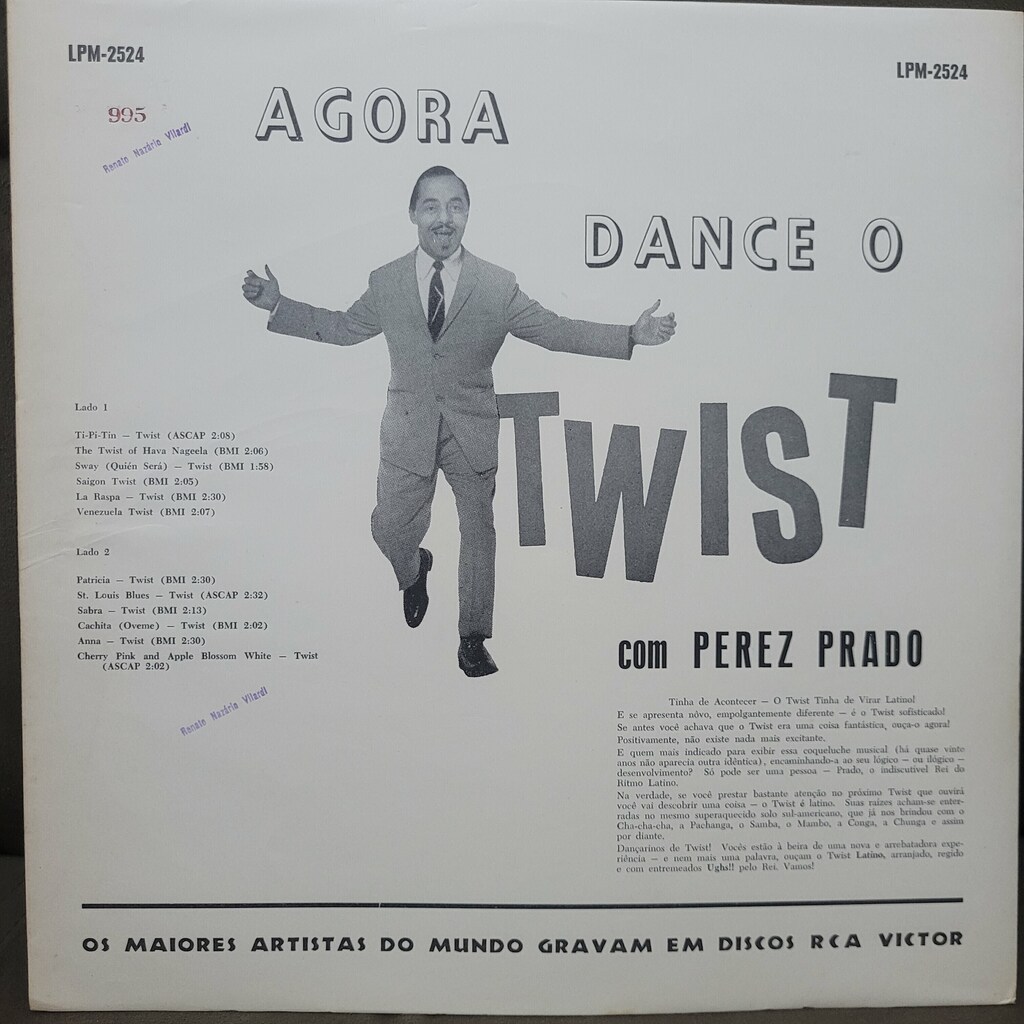 LPM-2524
LPM-2524
995
Renato Nazário Vilardi
AGORA
DANCE O
TWIST
com PEREZ PRADO
Lado 1
Ti-Pi-Tin — Twist (ASCAP 2:08)
The Twist of Hava Nageela (BMI 2:06)
Sway (Quién Será) — Twist (BMI 1:58)
Saigon Twist (BMI 2:05)
La Raspa — Twist (BMI 2:30)
Venezuela Twist (BMI 2:07)
Lado 2
Patricia — Twist (BMI 2:30)
St. Louis Blues — Twist (ASCAP 2:32)
Sabra — Twist (BMI 2:13)
Cachita (Oveme) — Twist (BMI 2:02)
Anna — Twist (BMI 2:30)
Cherry Pink and Apple Blossom White — Twist
(ASCAP 2:02)
Renato Nazário Vilardi
Tinha de Acontecer — O Twist Tinha de Virar Latino!
E se apresenta nôvo, empolgantemente diferente — é o Twist sofisticado!
Se antes você achava que o Twist era uma coisa fantástica, ouça-o agora!
Positivamente, não existe nada mais excitante.
E quem mais indicado para exibir essa coqueluche musical (há quase vinte
anos não aparecia outra idêntica), encaminhando-a ao seu lógico — ou ilógico —
desenvolvimento? Só pode ser uma pessoa — Prado, o indiscutível Rei do
Ritmo Latino.
Na verdade, se você prestar bastante atenção no próximo Twist que ouvirá
você vai descobrir uma coisa — o Twist é latino. Suas raízes acham-se enter-
radas no mesmo superaquecido solo sul-americano, que já nos brindou com o
Cha-cha-cha, a Pachanga, o Samba, o Mambo, a Conga, a Chunga e assim
por diante.
Dançarinos de Twist! Vocês estão à beira de uma nova e arrebatadora expe-
riência — e nem mais uma palavra, ouçam o Twist Latino, arranjado, regido
e com entremeados Ughs!! pelo Rei. Vamos!
OS MAIORES ARTISTAS DO MUNDO GRAVAM EM DISCOS RCA VICTOR